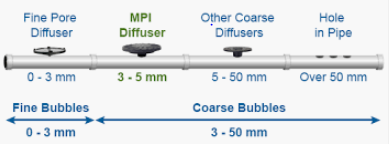 Fine Pore
Diffuser
MPI
Diffuser
Other Coarse
Diffusers
Hole
in Pipe
0 - 3 mm
3 - 5 mm
5 - 50 mm
Over 50 mm
Fine Bubbles
Coarse Bubbles
0 - 3 mm
3 - 50 mm